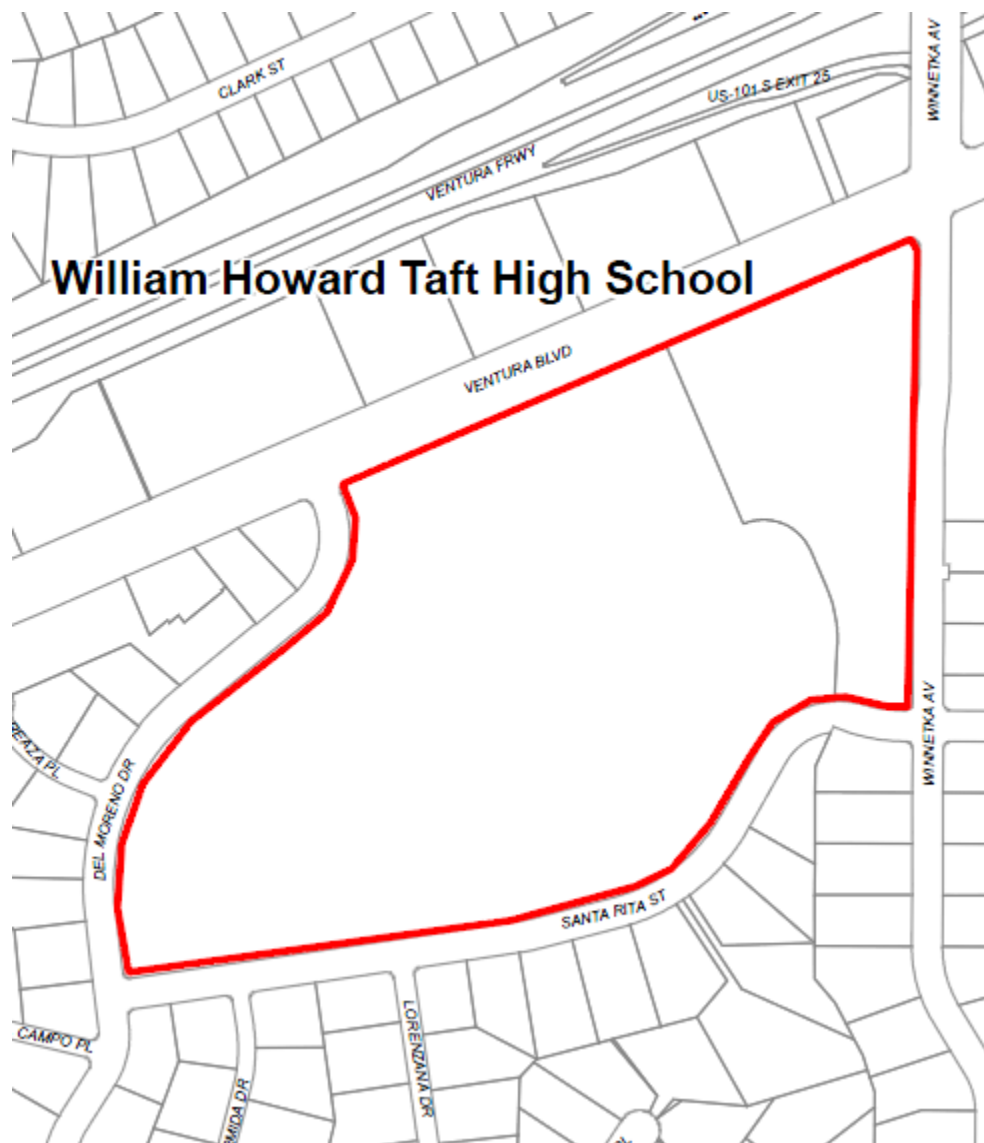 CLARK ST
US-101 S EXIT 25
WINNETKA AV
VENTURA FRWY
William Howard Taft High School
VENTURA BLVD
DEL MORENO DR
WINNETKA AV
SANTA RITA ST
LORENZANA DR
CAMPO PL